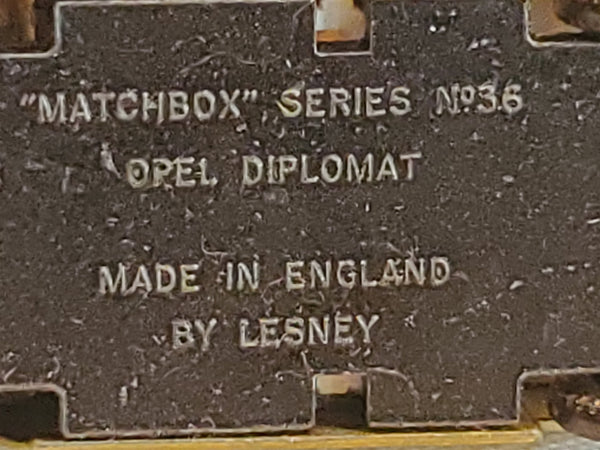 "MATCHBOX" SERIES Nº36
OPEL DIPLOMAT
MADE IN ENGLAND
BY LESNEY